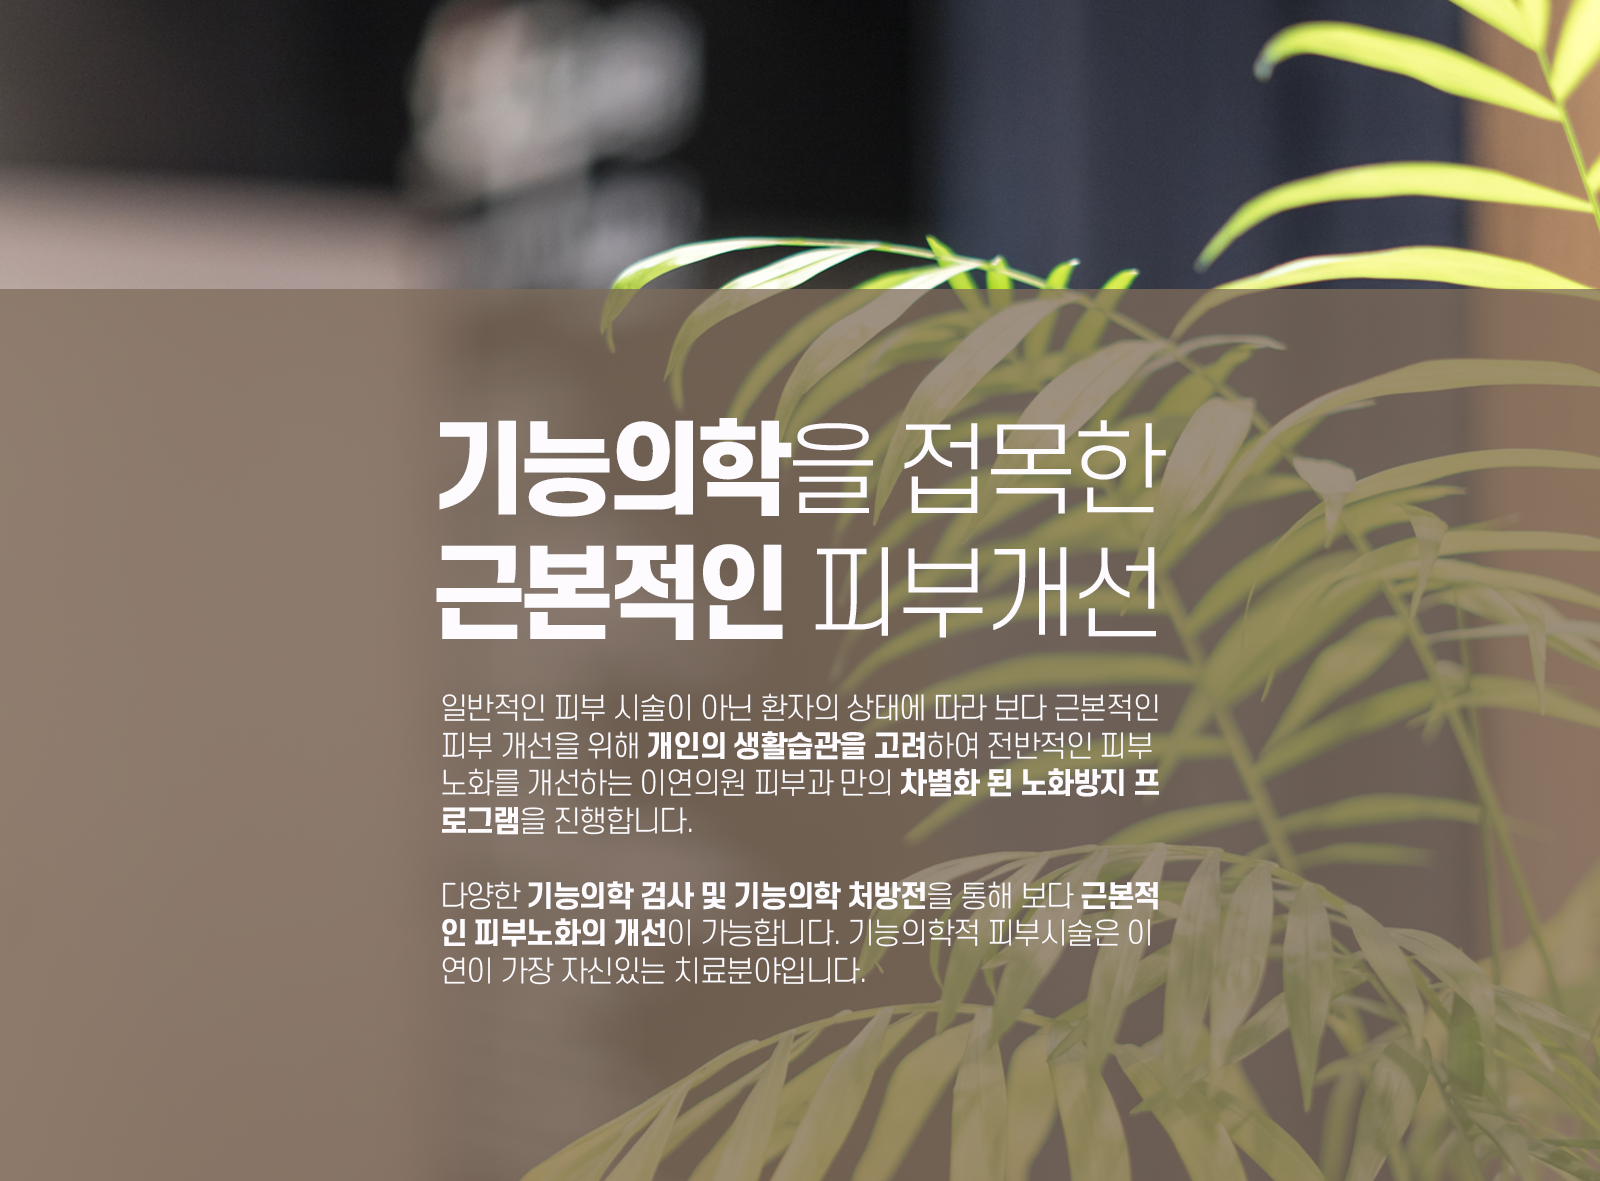 기능의학을 접목한
근본적인 피부개선
일반적인 피부 시술이 아닌 환자의 상태에 따라 보다 근본적인
피부 개선을 위해 개인의 생활습관을 고려하여 전반적인 피부
노화를 개선하는 이연의원 피부과 만의 차별화 된 노화방지 프
로그램을 진행합니다.
다양한 기능의학 검사 및 기능의학 처방전을 통해 보다 근본적
인 피부노화의 개선이 가능합니다. 기능의학적 피부시술은 이
연이 가장 자신있는 치료분야입니다.